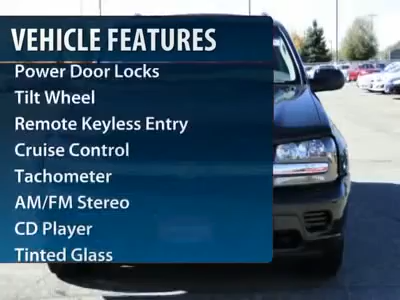 VEHICLE FEATURES
Power Door Locks
Tilt Wheel
Remote Keyless Entry
Cruise Control
Tachometer
AM/FM Stereo
CD Player
Tinted Glass